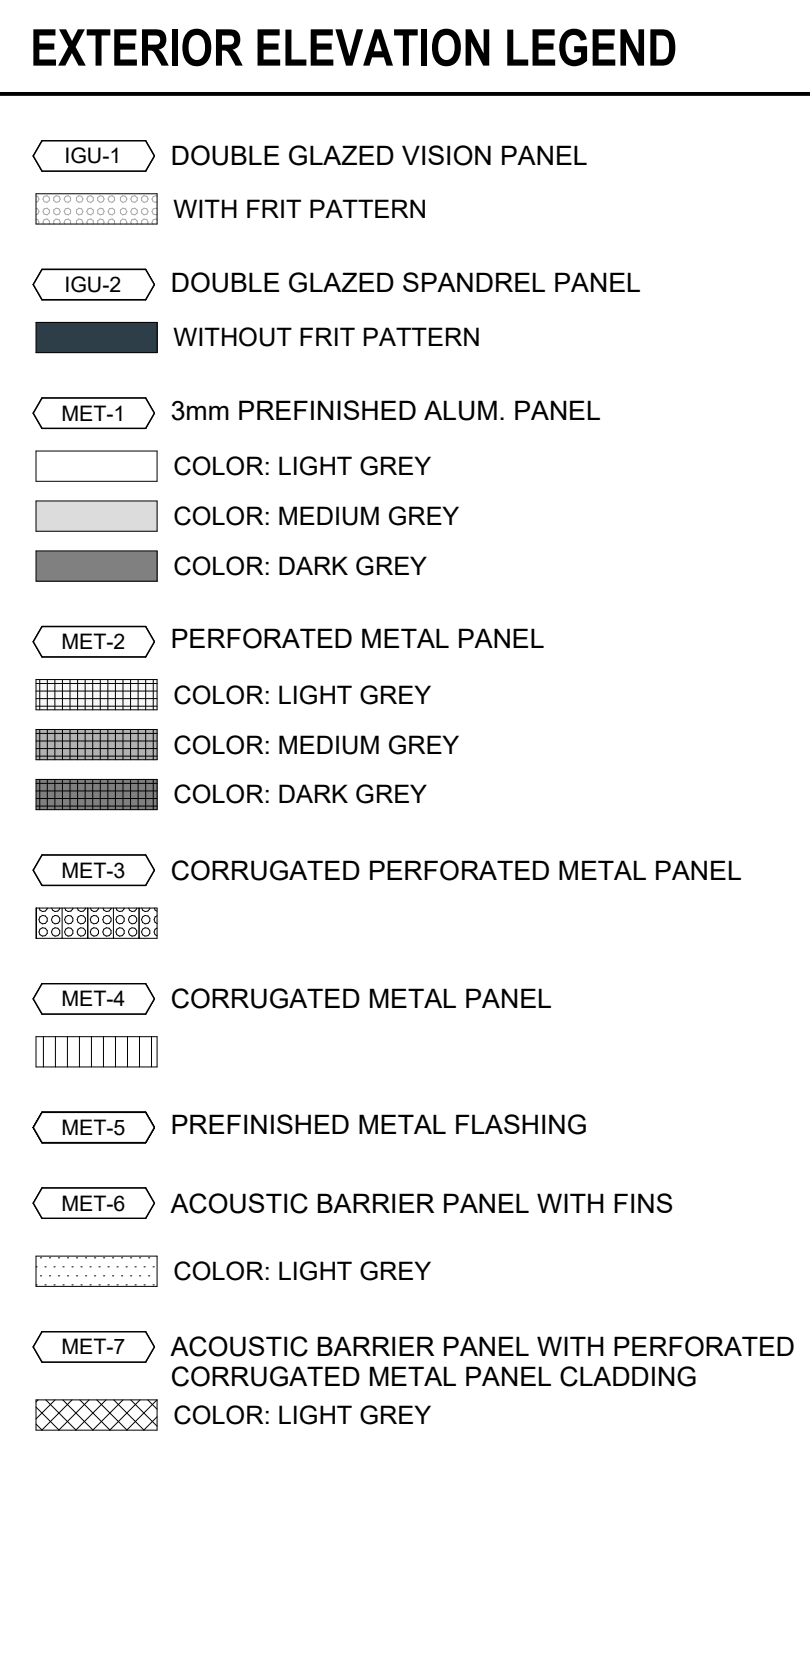 EXTERIOR ELEVATION LEGEND
IGU-1 DOUBLE GLAZED VISION PANEL
WITH FRIT PATTERN
IGU-2 DOUBLE GLAZED SPANDREL PANEL
WITHOUT FRIT PATTERN
MET-1 3mm PREFINISHED ALUM. PANEL
COLOR: LIGHT GREY
COLOR: MEDIUM GREY
COLOR: DARK GREY
MET-2 PERFORATED METAL PANEL
COLOR: LIGHT GREY
COLOR: MEDIUM GREY
COLOR: DARK GREY
MET-3 CORRUGATED PERFORATED METAL PANEL
MET-4 CORRUGATED METAL PANEL
MET-5 PREFINISHED METAL FLASHING
MET-6 ACOUSTIC BARRIER PANEL WITH FINS
COLOR: LIGHT GREY
MET-7 ACOUSTIC BARRIER PANEL WITH PERFORATED
CORRUGATED METAL PANEL CLADDING
COLOR: LIGHT GREY